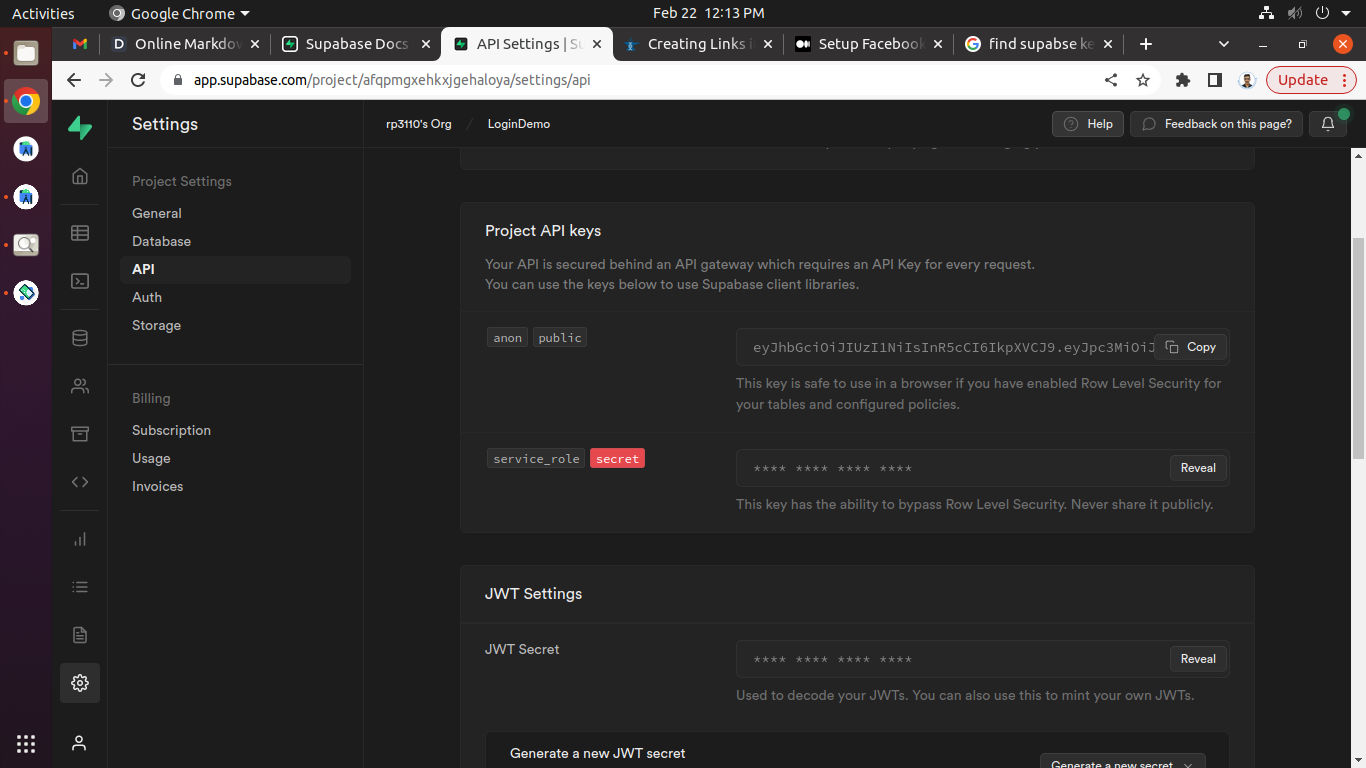 Activities
Google Chrome
Feb 22 12:13 PM
Online Markdow
Supabase Docs
API Settings | Su
Creating Links i
Setup Facebook
find supabse ke
app.supabase.com/project/afqpmgxehkxjgehaloya/settings/api
Update
Settings
rp3110's Org
LoginDemo
Help
Feedback on this page?
Project Settings
General
Database
API
Auth
Storage
Billing
Subscription
Usage
Invoices
Project API keys
Your API is secured behind an API gateway which requires an API Key for every request.
You can use the keys below to use Supabase client libraries.
anon public
eyJhbGciOiJIUzI1NiIsInR5cCI6IkpXVCJ9.eyJpc3MiOiJ
Copy
This key is safe to use in a browser if you have enabled Row Level Security for
your tables and configured policies.
service_role secret
**** **** **** ****
Reveal
This key has the ability to bypass Row Level Security. Never share it publicly.
JWT Settings
JWT Secret
**** **** **** ****
Reveal
Used to decode your JWTs. You can also use this to mint your own JWTs.
Generate a new JWT secret
Generate a new secret